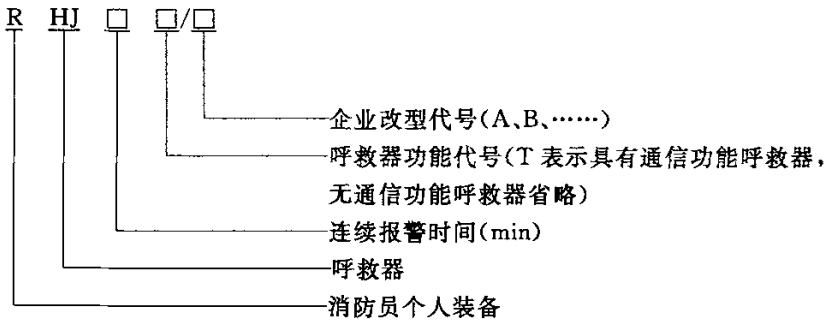 R HJ □ □/□
企业改型代号(A、B、……)
呼救器功能代号(T 表示具有通信功能呼救器,
无通信功能呼救器省略)
连续报警时间(min)
呼救器
消防员个人装备